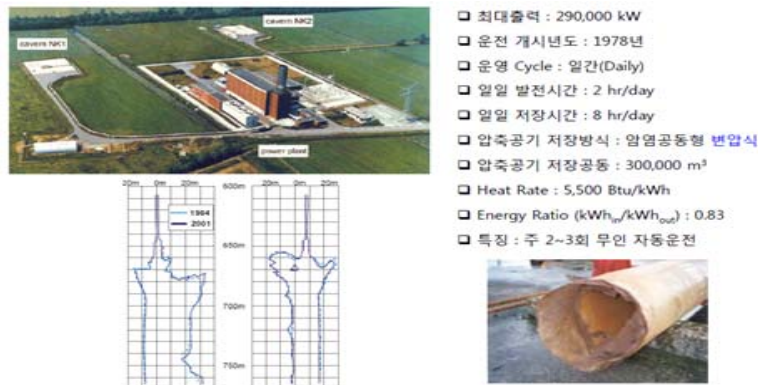 cavern NK2
cavern NK1
power plant
□ 최대출력 : 290,000 kW
□ 운전 개시년도 : 1978년
□ 운영 Cycle : 일간(Daily)
□ 일일 발전시간 : 2 hr/day
□ 일일 저장시간 : 8 hr/day
□ 압축공기 저장방식 : 암염공동형 변압식
□ 압축공기 저장공동 : 300,000 m³
□ Heat Rate : 5,500 Btu/kWh
□ Energy Ratio (kWh_in/kWh_out) : 0.83
□ 특징 : 주 2~3회 무인 자동운전
20m 0m 20m 600m 20m 0m 20m
1984
2001
650m
700m
750m